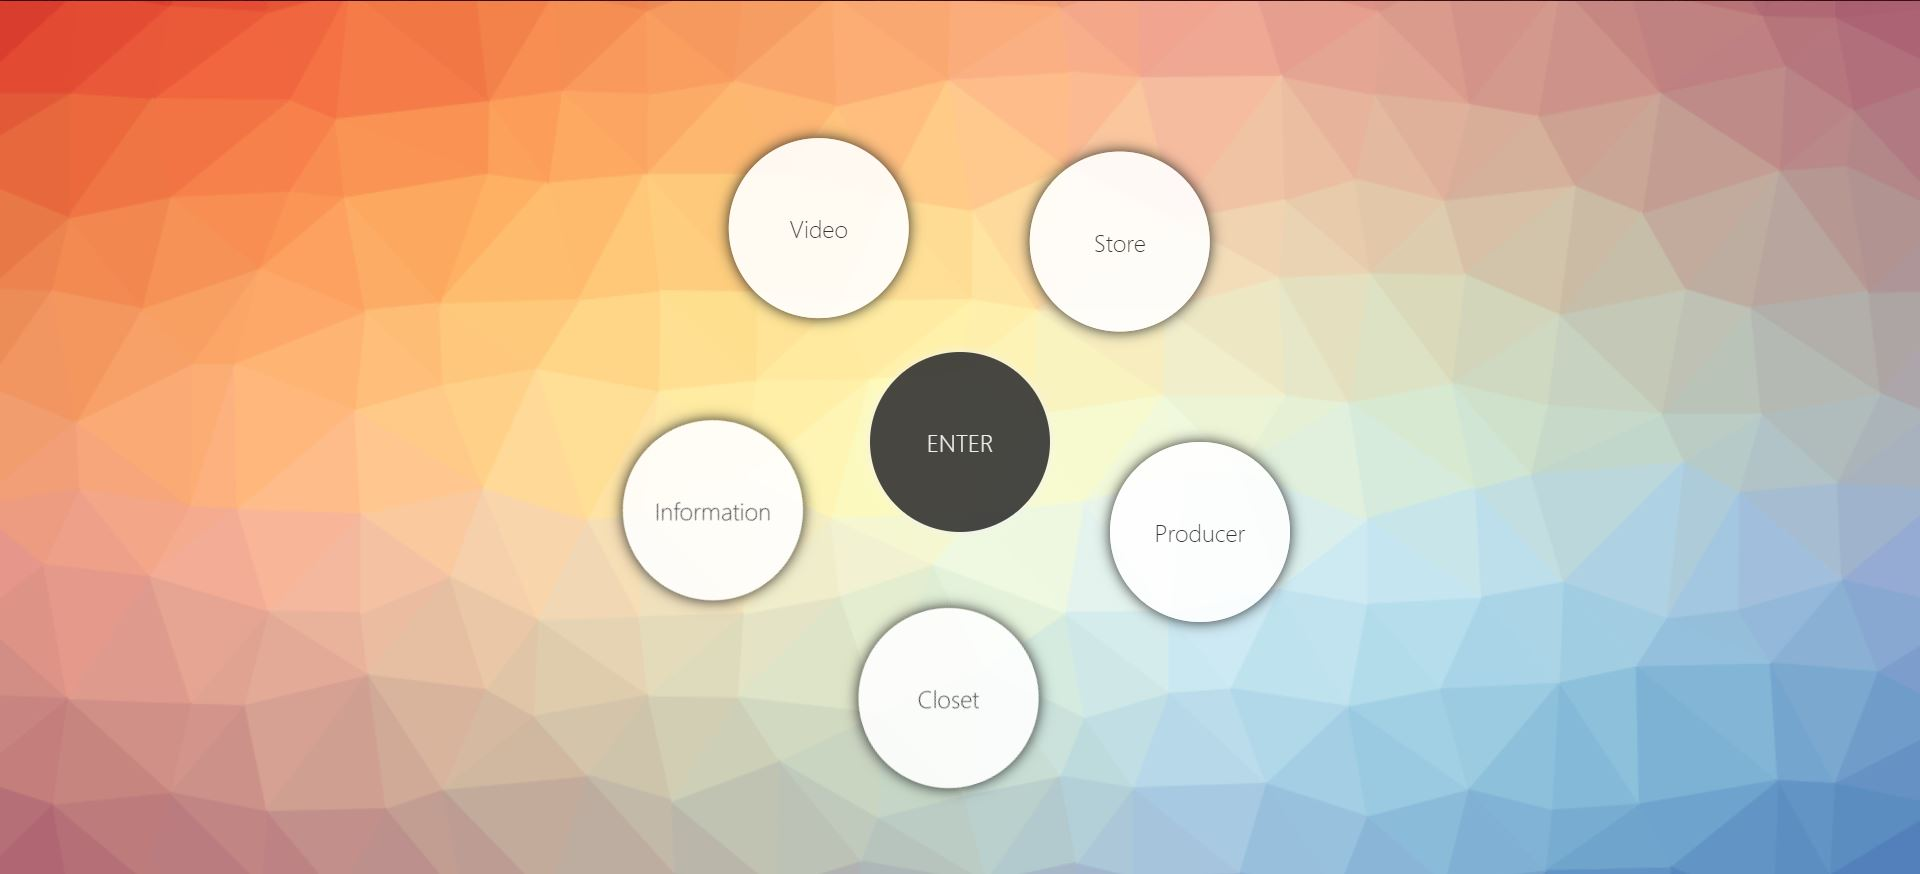 Video
Store
ENTER
Information
Producer
Closet